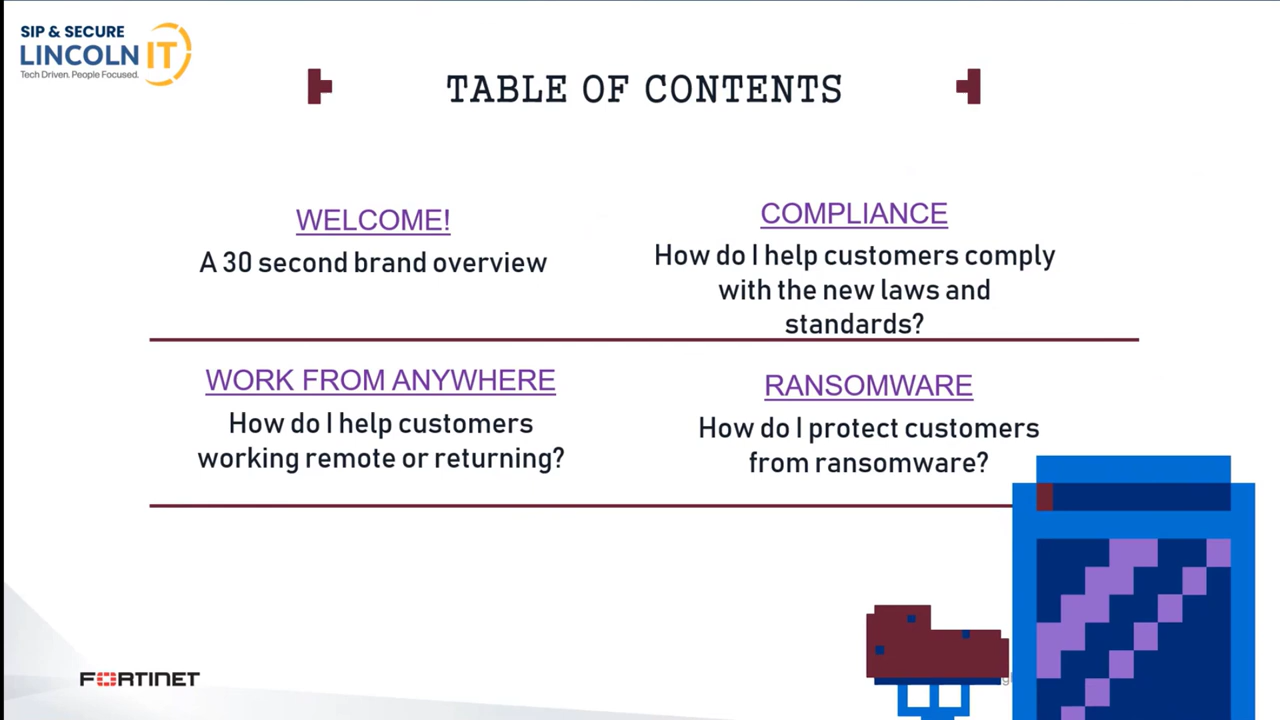 SIP & SECURE
LINCOLN IT
Tech Driven. People Focused.
TABLE OF CONTENTS
WELCOME!
A 30 second brand overview
COMPLIANCE
How do I help customers comply
with the new laws and
standards?
WORK FROM ANYWHERE
How do I help customers
working remote or returning?
RANSOMWARE
How do I protect customers
from ransomware?
FORTINET